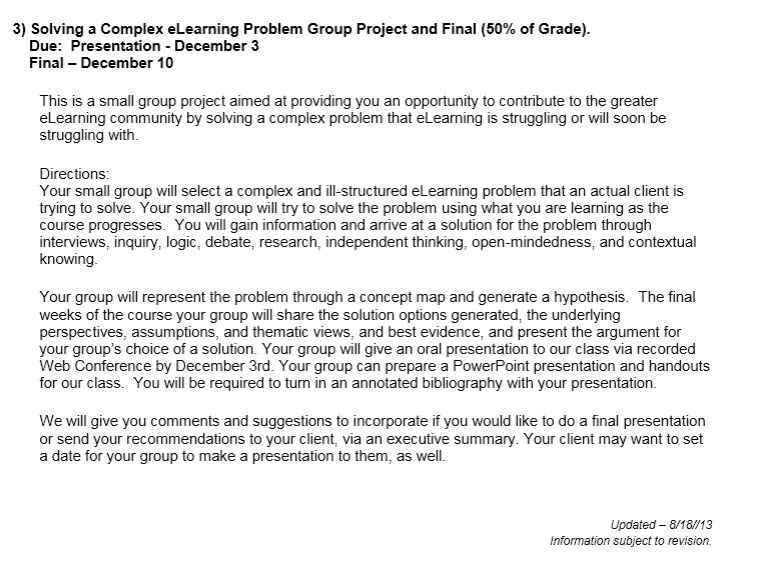 3) Solving a Complex eLearning Problem Group Project and Final (50% of Grade).
Due:  Presentation - December 3
Final – December 10
This is a small group project aimed at providing you an opportunity to contribute to the greater
eLearning community by solving a complex problem that eLearning is struggling or will soon be
struggling with.
Directions:
Your small group will select a complex and ill-structured eLearning problem that an actual client is
trying to solve. Your small group will try to solve the problem using what you are learning as the
course progresses.  You will gain information and arrive at a solution for the problem through
interviews, inquiry, logic, debate, research, independent thinking, open-mindedness, and contextual
knowing.
Your group will represent the problem through a concept map and generate a hypothesis.  The final
weeks of the course your group will share the solution options generated, the underlying
perspectives, assumptions, and thematic views, and best evidence, and present the argument for
your group's choice of a solution. Your group will give an oral presentation to our class via recorded
Web Conference by December 3rd. Your group can prepare a PowerPoint presentation and handouts
for our class.  You will be required to turn in an annotated bibliography with your presentation.
We will give you comments and suggestions to incorporate if you would like to do a final presentation
or send your recommendations to your client, via an executive summary. Your client may want to set
a date for your group to make a presentation to them, as well.
Updated – 8/18//13
Information subject to revision.